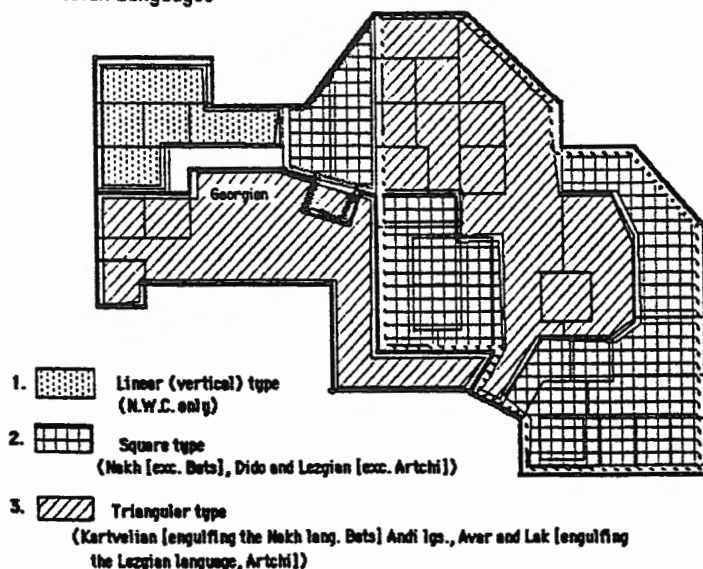 Languages
Georgian
1. Linear (vertical) type
(N.W.C. only)
2. Square type
(Nakh [exc. Bats], Dido and Lezgian [exc. Artchi])
3. Triangular type
(Kartvelian [engulfing the Nakh lang. Bats] Andi lgs., Avar and Lak [engulfing
the Lezgian language, Artchi])